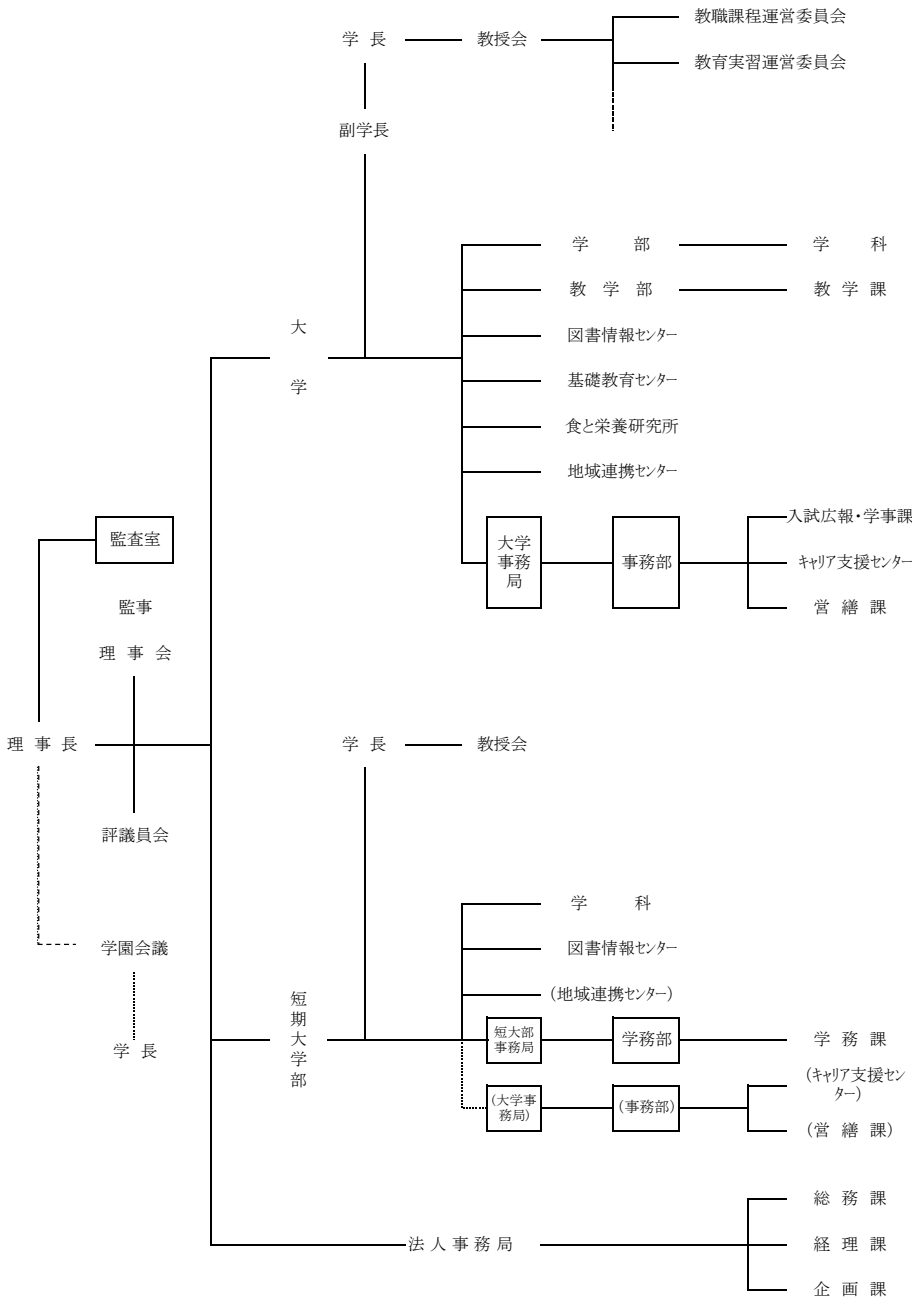 教職課程運営委員会
学 長
教授会
教育実習運営委員会
副学長
学 部
学 科
教 学 部
教 学 課
大
学
図書情報センター
基礎教育センター
食と栄養研究所
地域連携センター
監査室
大学
事務
局
事務部
入試広報・学事課
キャリア支援センター
営 繕 課
監事
理 事 会
理 事 長
評議員会
学園会議
学 長
学 長
教授会
短
期
大
学
部
学 科
図書情報センター
(地域連携センター)
短大部
事務局
学務部
学 務 課
(大学事
務局)
(事務部)
(キャリア支援セン
ター)
(営 繕 課)
法人事務局
総 務 課
経 理 課
企 画 課